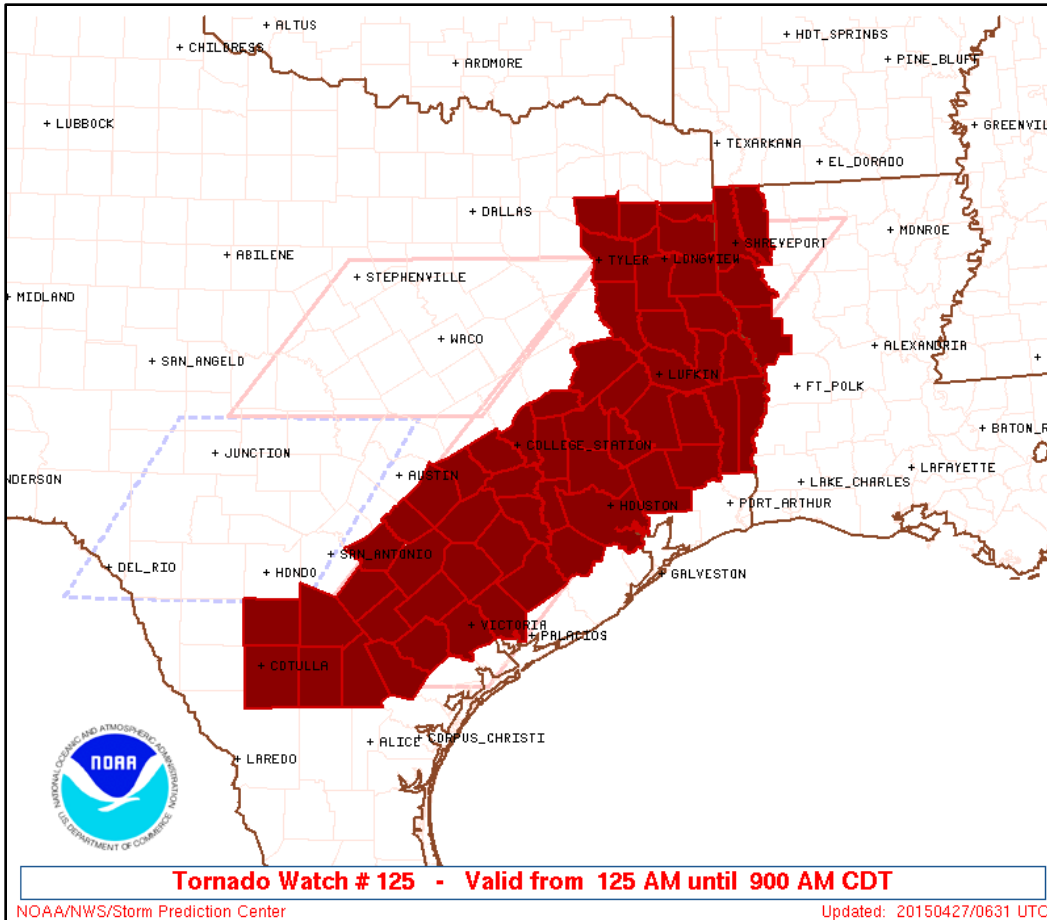 ALTUS
CHILDRESS
HOT_SPRINGS
ARDMORE
PINE_BLUFF
LUBBOCK
GREENVIL
TEXARKANA
EL_DORADO
DALLAS
MONROE
SHREVEPORT
ABILENE
TYLER
LONGVIEW
STEPHENVILLE
MIDLAND
WACO
ALEXANDRIA
SAN_ANGELO
LUFKIN
FT_POLK
BATON_R
COLLEGE_STATION
JUNCTION
LAFAYETTE
NDERSON
AUSTEN
LAKE_CHARLES
HOUSTON
PORT_ARTHUR
SAN_ANTONIO
DEL_RIO
HONDO
GALVESTON
VICTORIA
PALACIOS
COTULLA
ALICE
CORPUS_CHRISTI
LAREDO
NATIONAL OCEANIC AND ATMOSPHERIC ADMINISTRATION
NOAA
U.S. DEPARTMENT OF COMMERCE
Tornado Watch # 125 - Valid from 125 AM until 900 AM CDT
NOAA/NWS/Storm Prediction Center
Updated: 20150427/0631 UTC